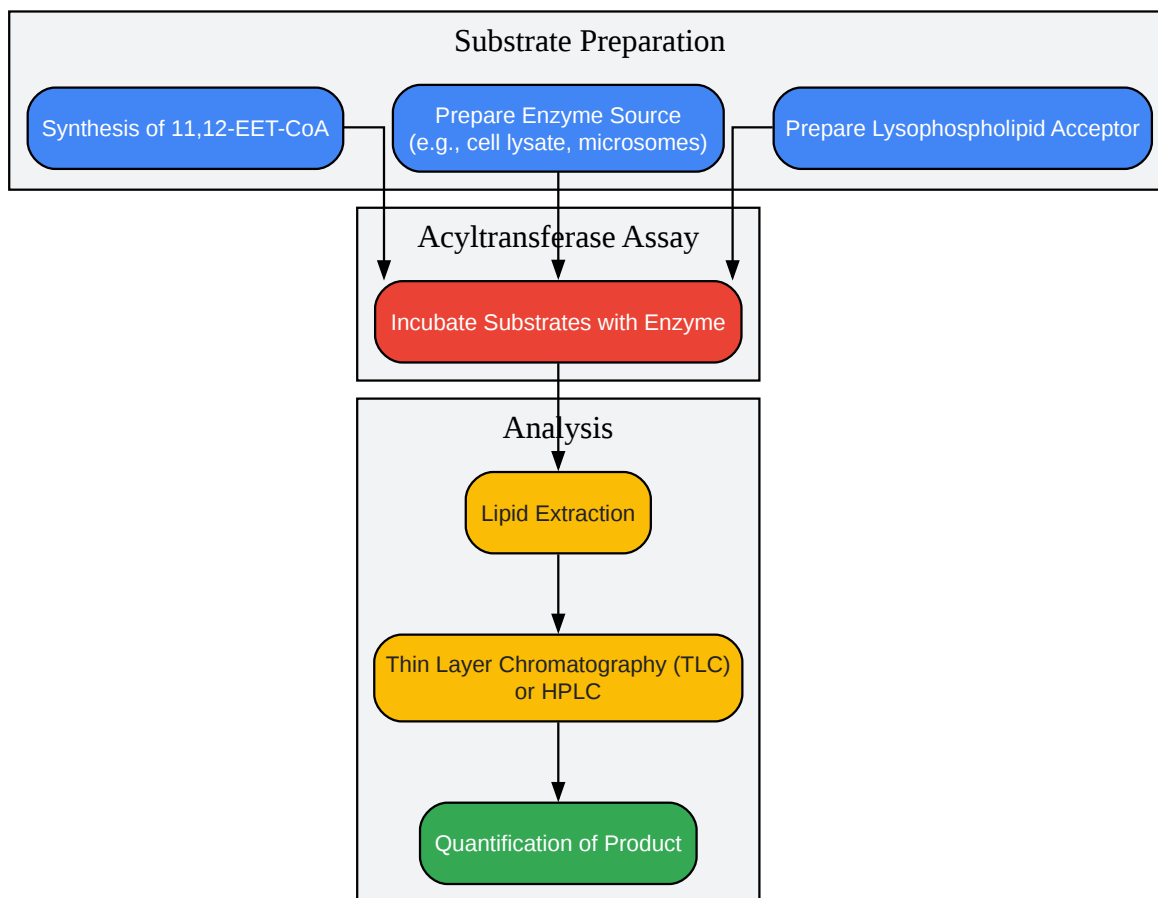 Substrate Preparation
Synthesis of 11,12-EET-CoA
Prepare Enzyme Source
(e.g., cell lysate, microsomes)
Prepare Lysophospholipid Acceptor
Acyltransferase Assay
Incubate Substrates with Enzyme
Analysis
Lipid Extraction
Thin Layer Chromatography (TLC)
or HPLC
Quantification of Product